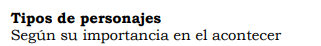 Tipos de personajes
Según su importancia en el acontecer